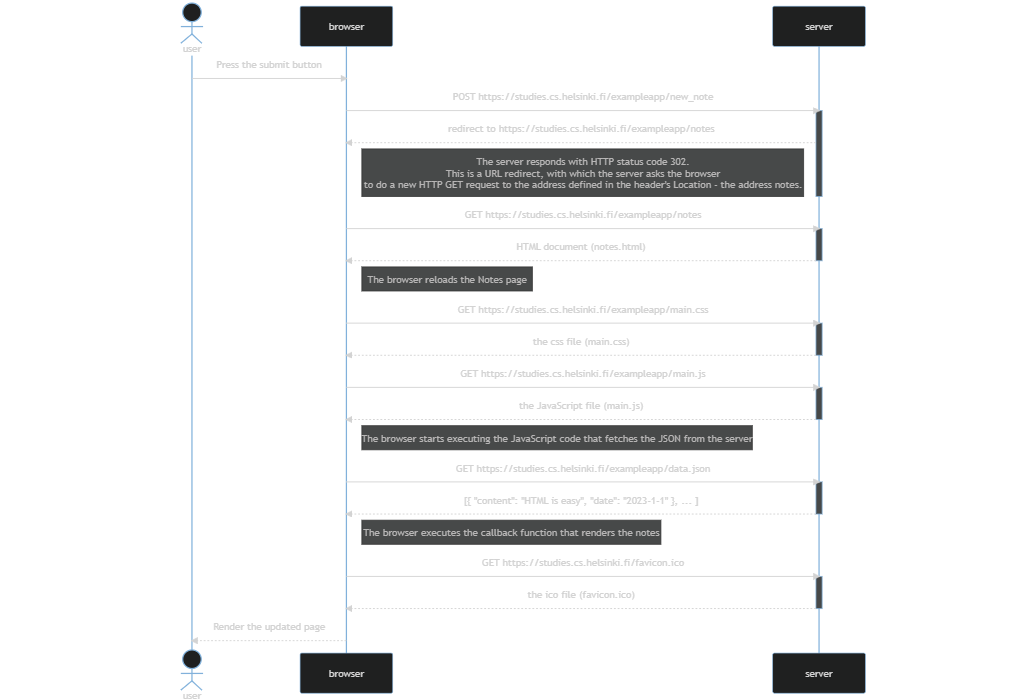 browser
server
user
Press the submit button
POST https://studies.cs.helsinki.fi/exampleapp/new_note
redirect to https://studies.cs.helsinki.fi/exampleapp/notes
The server responds with HTTP status code 302.
This is a URL redirect, with which the server asks the browser
to do a new HTTP GET request to the address defined in the header's Location - the address notes.
GET https://studies.cs.helsinki.fi/exampleapp/notes
HTML document (notes.html)
The browser reloads the Notes page
GET https://studies.cs.helsinki.fi/exampleapp/main.css
the css file (main.css)
GET https://studies.cs.helsinki.fi/exampleapp/main.js
the JavaScript file (main.js)
The browser starts executing the JavaScript code that fetches the JSON from the server
GET https://studies.cs.helsinki.fi/exampleapp/data.json
[{ "content": "HTML is easy", "date": "2023-1-1" }, ... ]
The browser executes the callback function that renders the notes
GET https://studies.cs.helsinki.fi/favicon.ico
the ico file (favicon.ico)
Render the updated page
browser
server
user